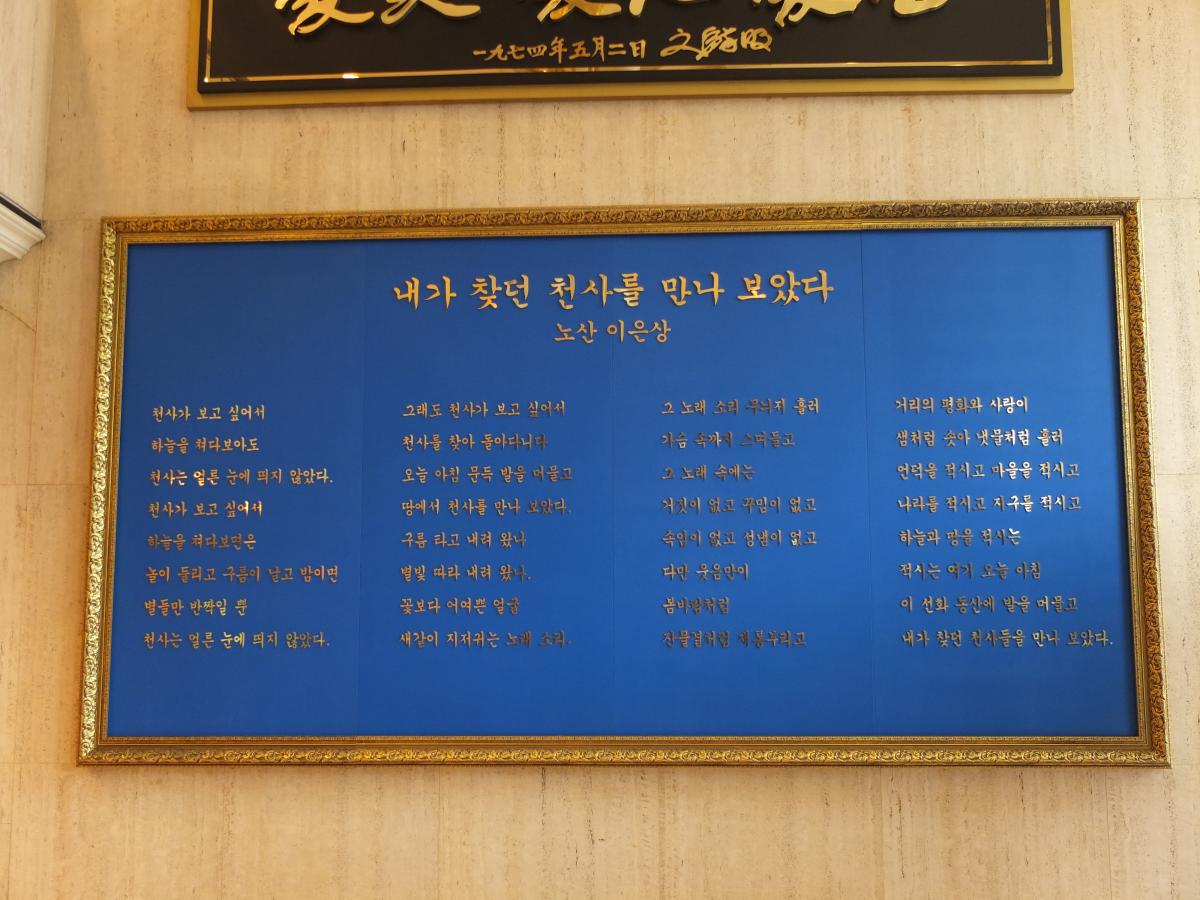 一九七四年五月二日 文鮮明
내가 찾던 천사를 만나 보았다
노산 이은상
천사가 보고 싶어서
하늘을 쳐다보아도
천사는 얼른 눈에 띄지 않았다.
천사가 보고 싶어서
하늘을 쳐다보면은
놀이 들리고 구름이 날고 밤이면
별들만 반짝일 뿐
천사는 얼른 눈에 띄지 않았다.
그래도 천사가 보고 싶어서
천사를 찾아 돌아다니다
오늘 아침 문득 발을 머물고
땅에서 천사를 만나 보았다.
구름 타고 내려 왔나
별빛 따라 내려 왔나.
꽃보다 어여쁜 얼굴
새같이 지저귀는 노래 소리.
그 노래 소리 무늬지 흘러
가슴 속까지 스며들고
그 노래 속에는
거짓이 없고 꾸밈이 없고
속임이 없고 성냄이 없고
다만 웃음만이
봄바람처럼
잔물결처럼 재롱부리고
거리의 평화와 사랑이
샘처럼 솟아 냇물처럼 흘러
언덕을 적시고 마을을 적시고
나라를 적시고 지구를 적시고
하늘과 땅을 적시는
적시는 여기 오늘 아침
이 선화 동산에 발을 머물고
내가 찾던 천사들을 만나 보았다.